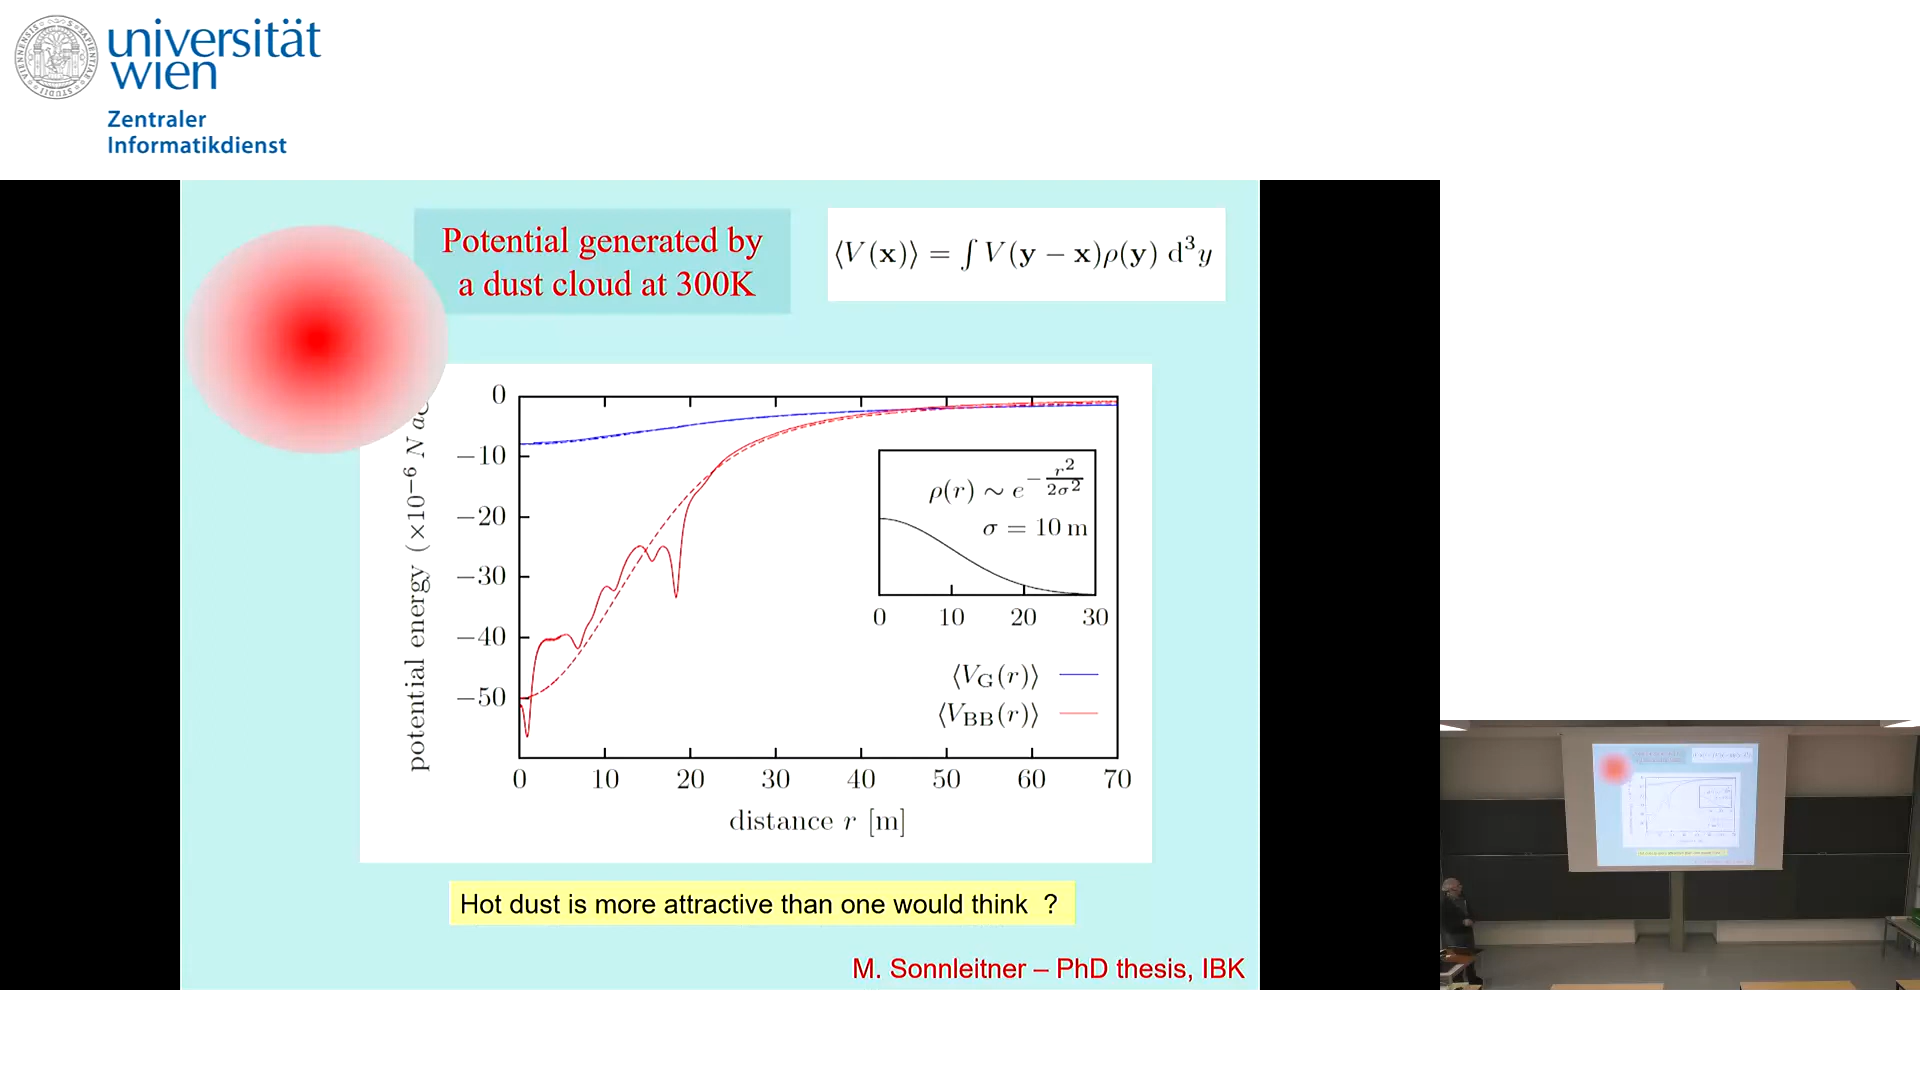 universität
wien
Zentraler
Informatikdienst
Potential generated by
a dust cloud at 300K
⟨V(x)⟩ = ∫ V(y − x)ρ(y) d³y
potential energy (×10⁻⁶ N
0
−10
−20
−30
−40
−50
0 10 20 30 40 50 60 70
distance r [m]
ρ(r) ∼ e^{−r²/2σ²}
σ = 10 m
0 10 20 30
⟨V_G(r)⟩
⟨V_BB(r)⟩
Hot dust is more attractive than one would think ?
M. Sonnleitner – PhD thesis, IBK